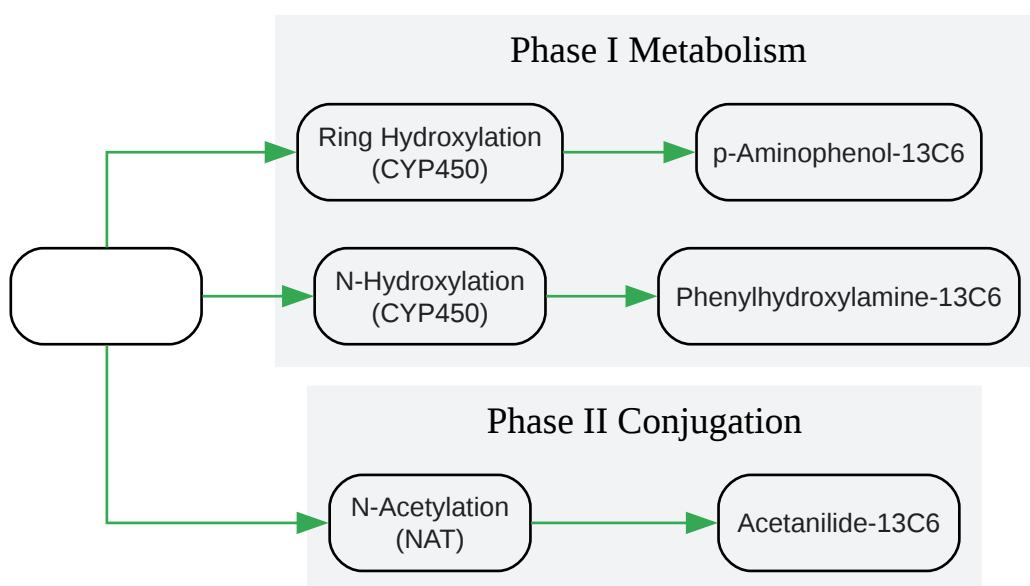 Phase I Metabolism
Ring Hydroxylation
(CYP450)
p-Aminophenol-13C6
N-Hydroxylation
(CYP450)
Phenylhydroxylamine-13C6
Phase II Conjugation
N-Acetylation
(NAT)
Acetanilide-13C6